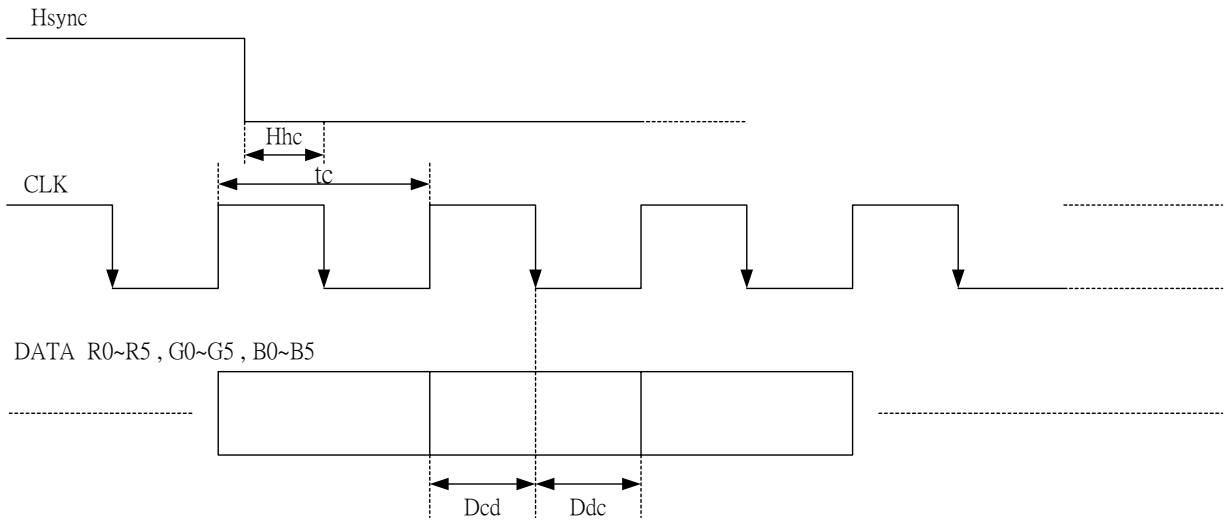 Hsync
Hhc
tc
CLK
DATA R0~R5 , G0~G5 , B0~B5
Dcd
Ddc